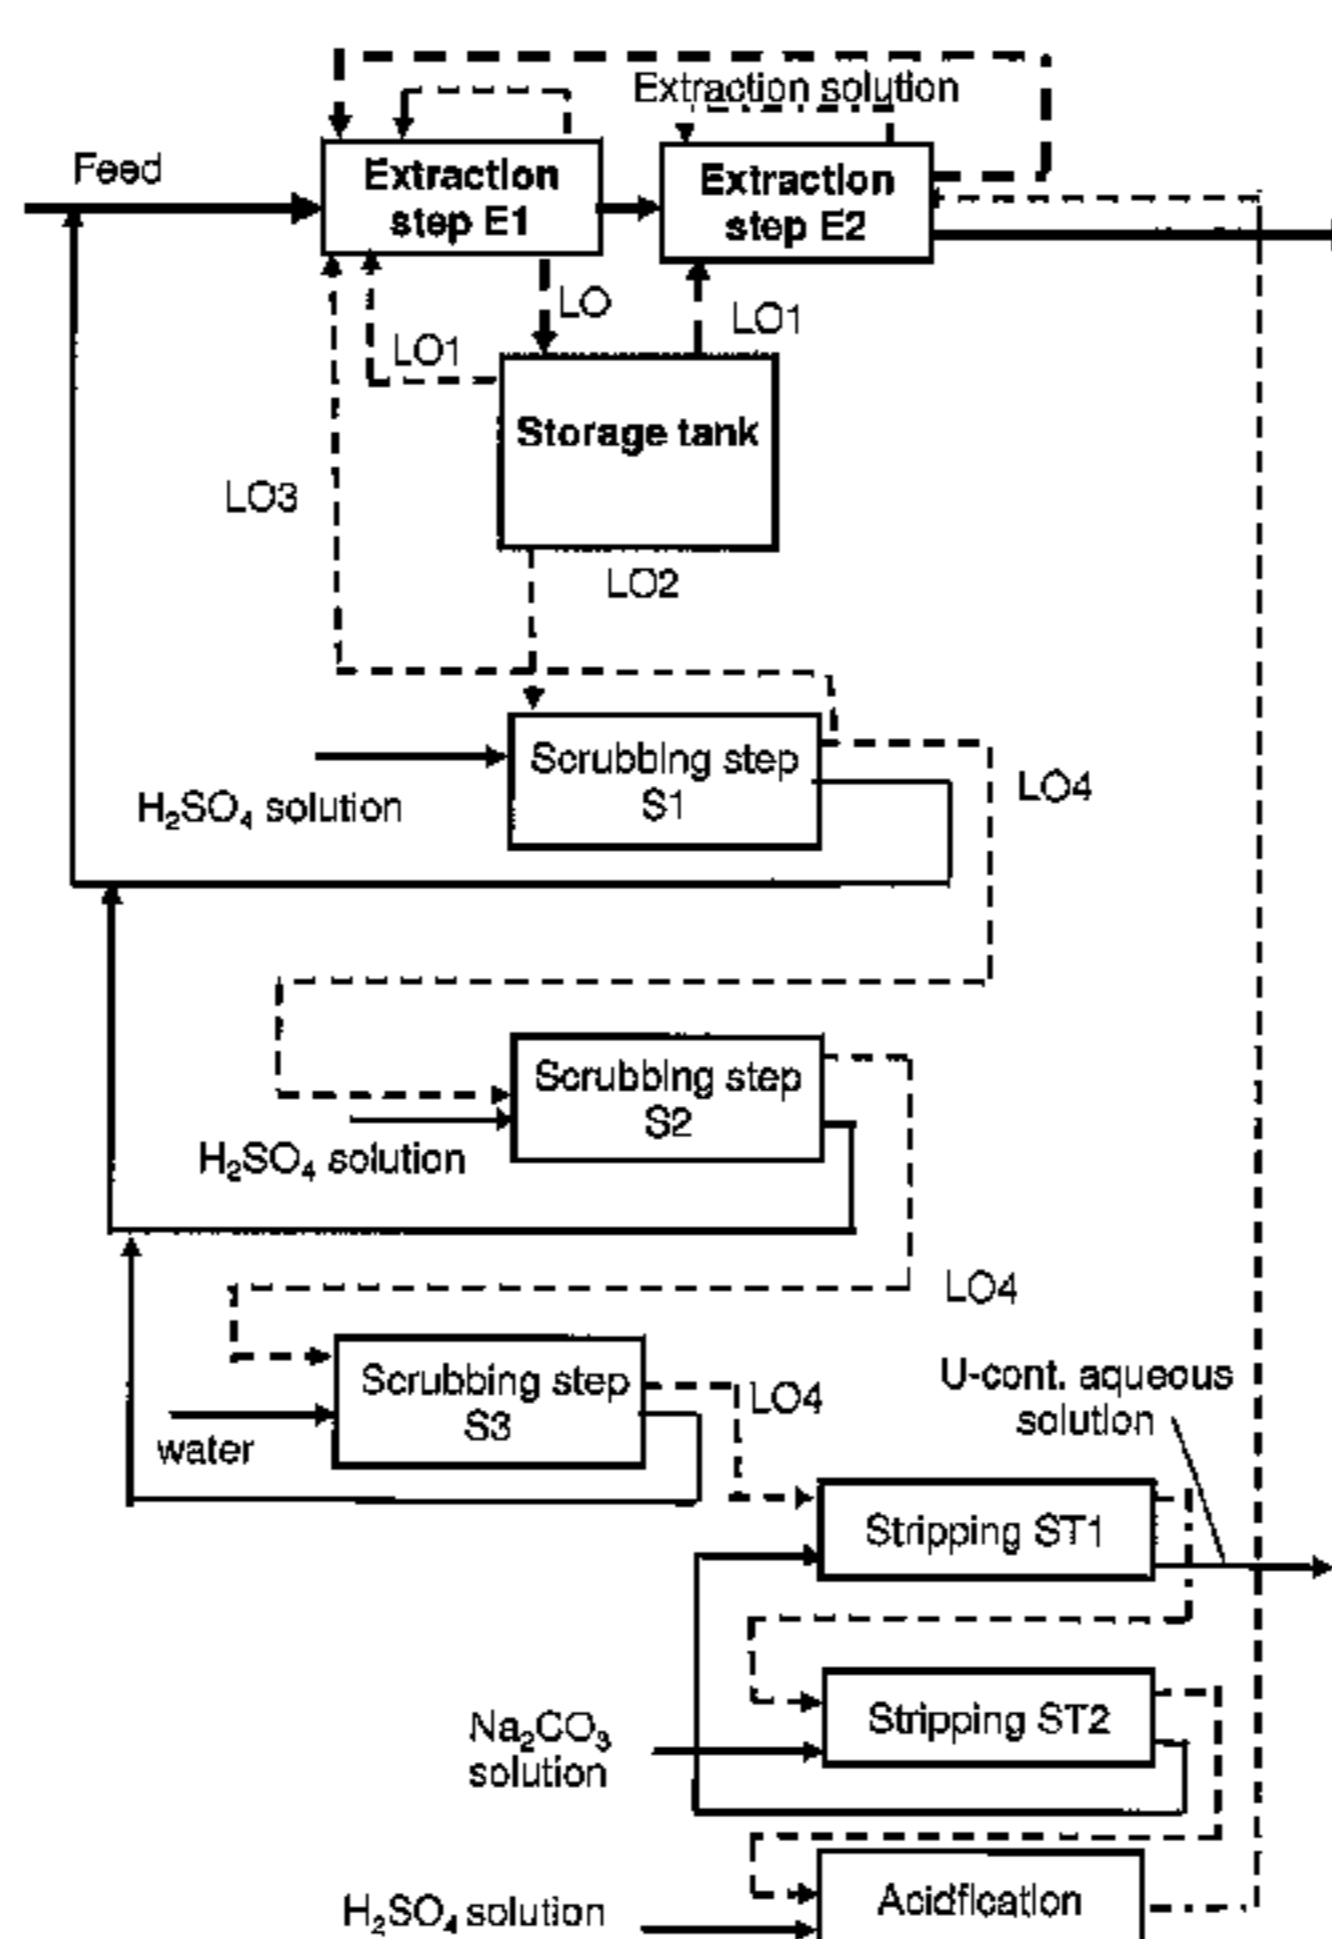 Extraction solution
Feed
Extraction
step E1
Extraction
step E2
LO
LO1
LO1
Storage tank
LO3
LO2
Scrubbing step
S1
LO4
H₂SO₄ solution
Scrubbing step
S2
H₂SO₄ solution
LO4
Scrubbing step
S3
LO4
water
U-cont. aqueous
solution
Stripping ST1
Stripping ST2
Na₂CO₃
solution
Acidfication
H₂SO₄ solution